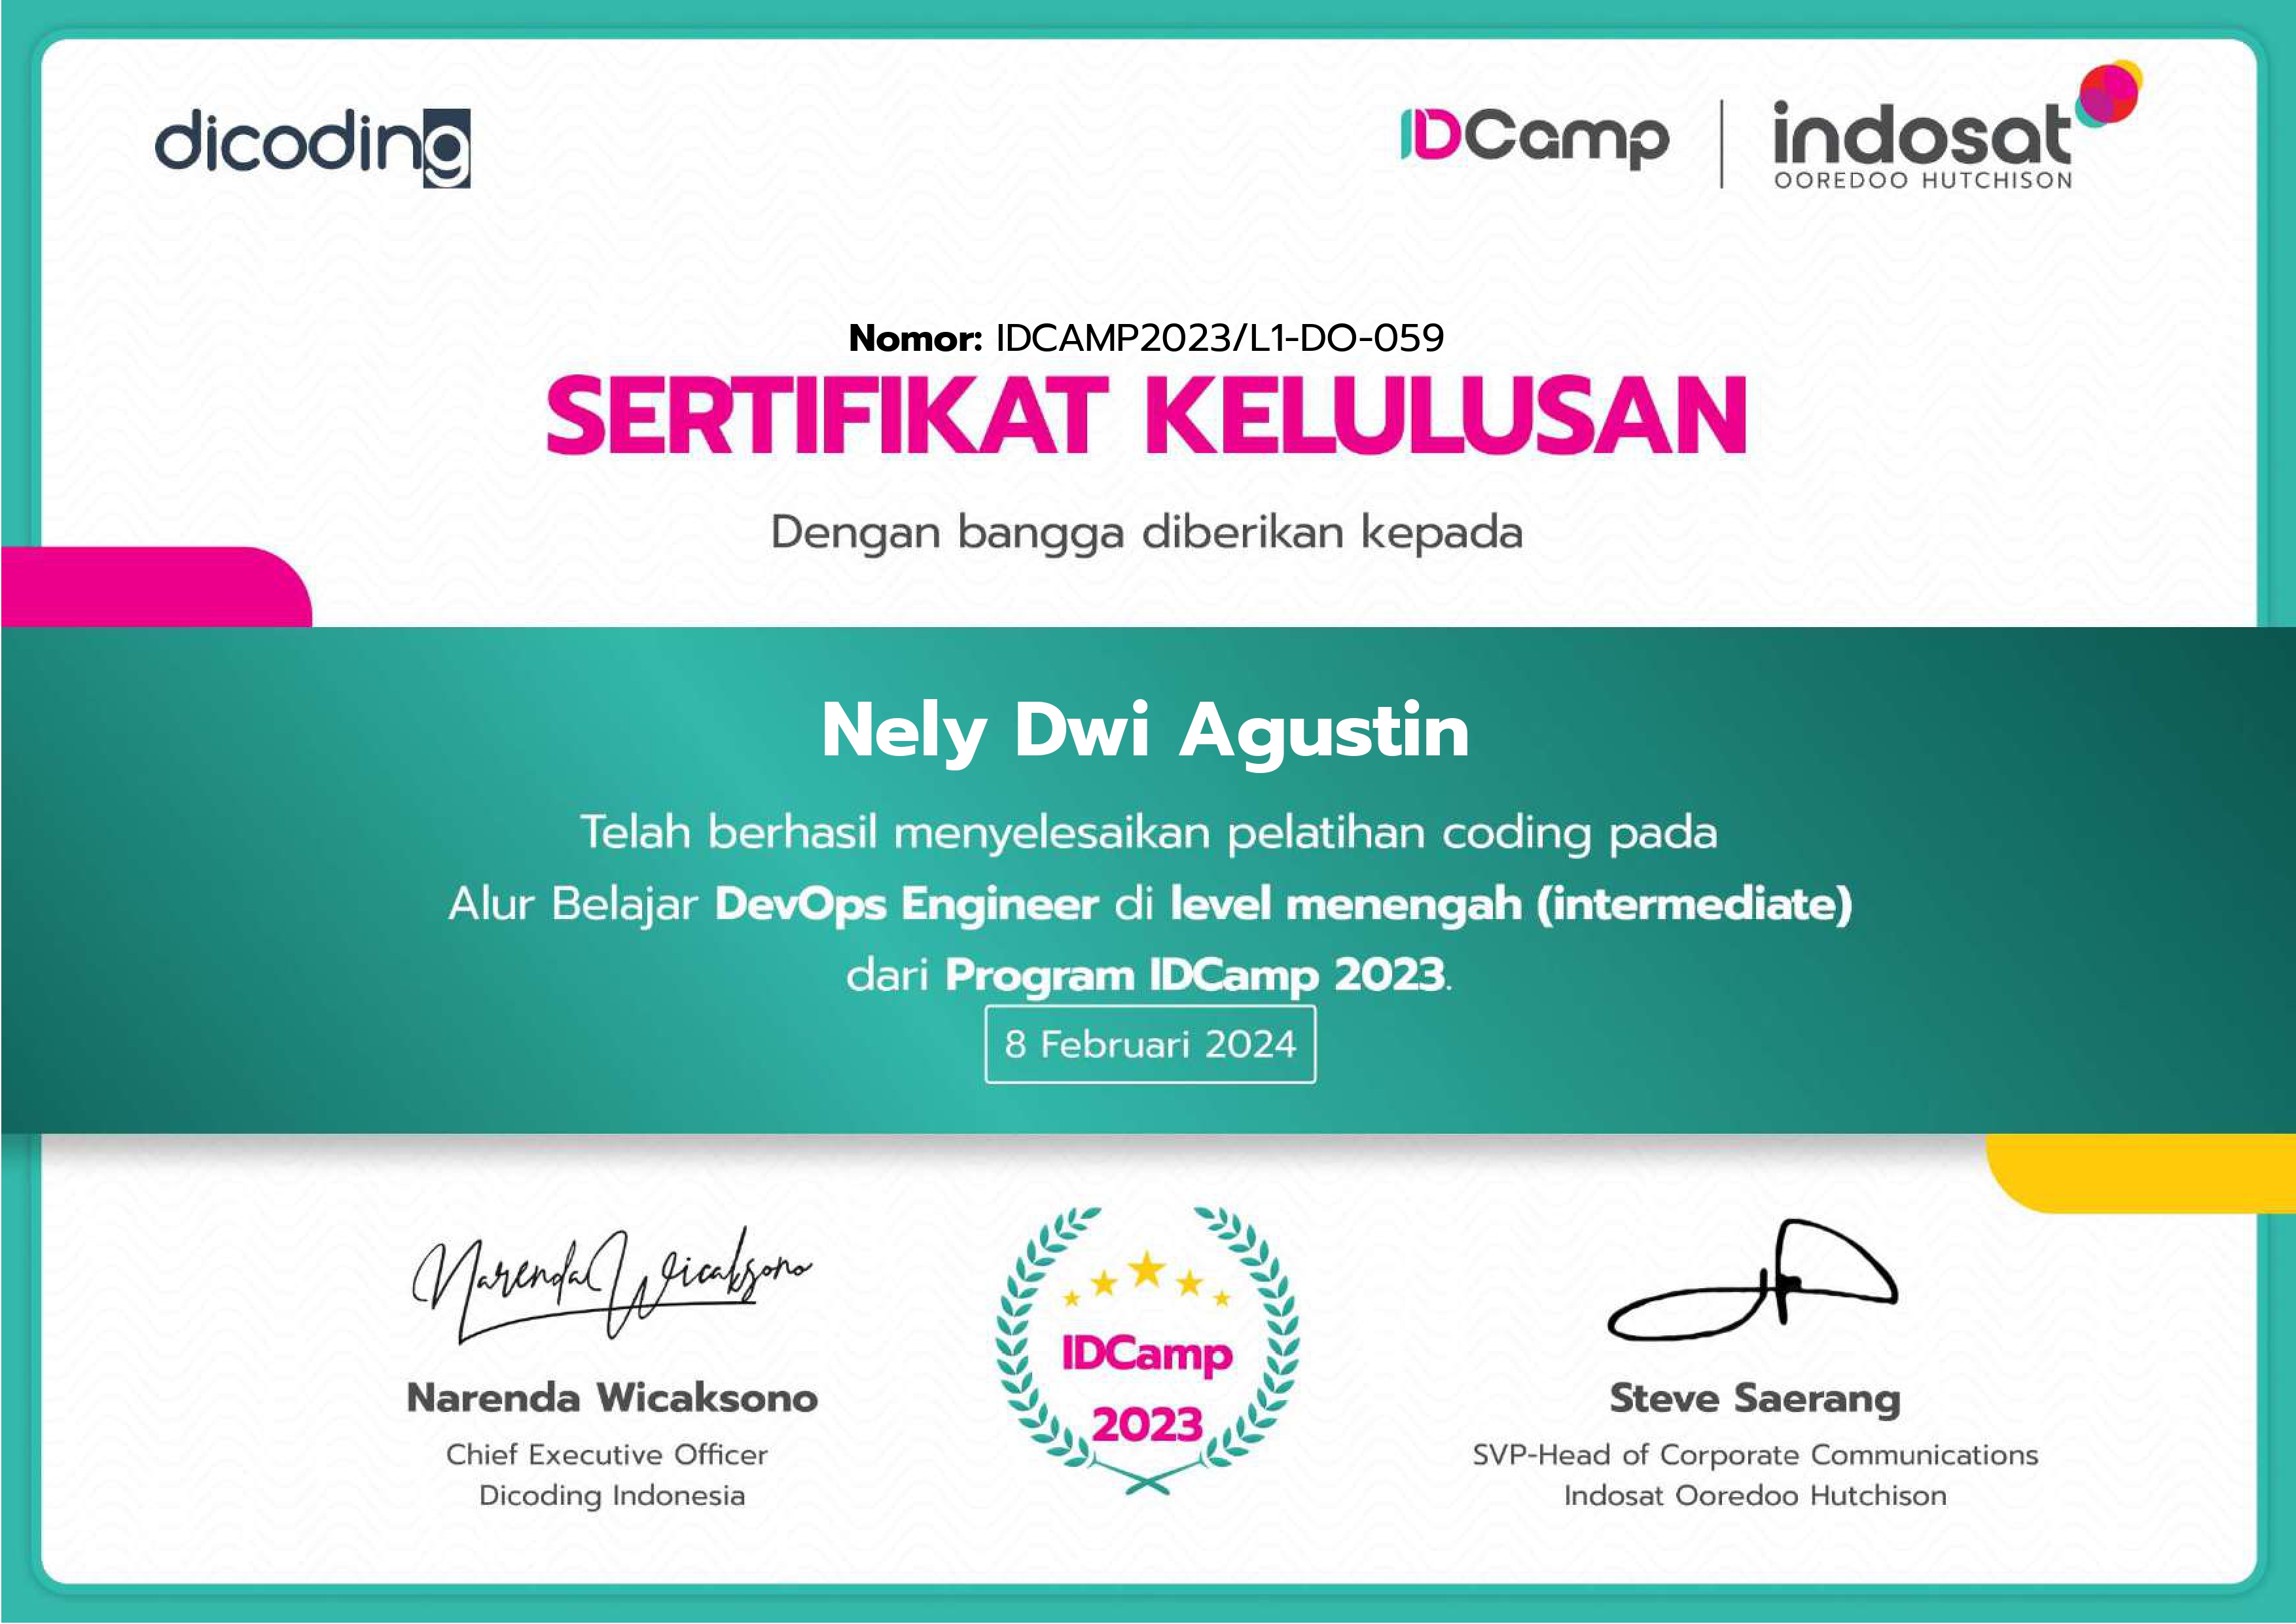 dicoding
IDCamp
indosat
OOREDOO HUTCHISON
Nomor: IDCAMP2023/L1-DO-059
SERTIFIKAT KELULUSAN
Dengan bangga diberikan kepada
Nely Dwi Agustin
Telah berhasil menyelesaikan pelatihan coding pada
Alur Belajar DevOps Engineer di level menengah (intermediate)
dari Program IDCamp 2023.
8 Februari 2024
Narenda Wicaksono
IDCamp
2023
Narenda Wicaksono
Chief Executive Officer
Dicoding Indonesia
Steve Saerang
SVP-Head of Corporate Communications
Indosat Ooredoo Hutchison